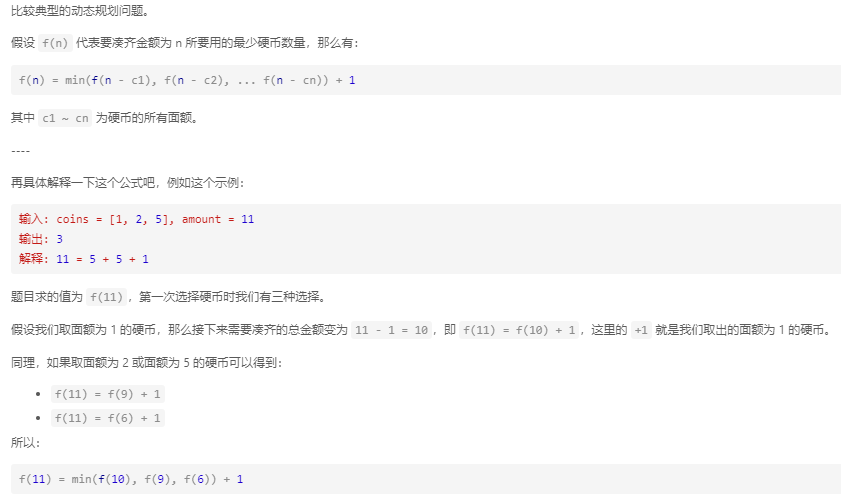 比较典型的动态规划问题。
假设 f(n) 代表要凑齐金额为 n 所要用的最少硬币数量，那么有：
f(n) = min(f(n - c1), f(n - c2), ... f(n - cn)) + 1
其中 c1 ~ cn 为硬币的所有面额。
----
再具体解释一下这个公式吧，例如这个示例：
输入: coins = [1, 2, 5], amount = 11
输出: 3
解释: 11 = 5 + 5 + 1
题目求的值为 f(11)，第一次选择硬币时我们有三种选择。
假设我们取面额为 1 的硬币，那么接下来需要凑齐的总金额变为 11 - 1 = 10，即 f(11) = f(10) + 1，这里的 +1 就是我们取出的面额为 1 的硬币。
同理，如果取面额为 2 或面额为 5 的硬币可以得到：
• f(11) = f(9) + 1
• f(11) = f(6) + 1
所以：
f(11) = min(f(10), f(9), f(6)) + 1